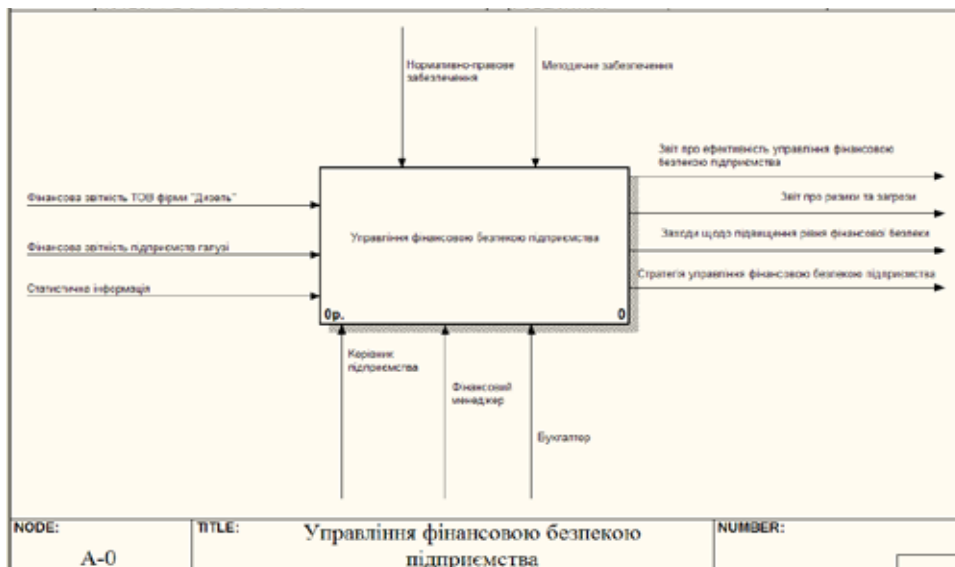 Нормативно-правове
забезпечення
Методичне забезпечення
Звіт про ефективність управління фінансовою
безпекою підприємства
Фінансова звітність ТОВ фірми "Дизель"
Звіт про ризики та загрози
Управління фінансовою безпекою підприємства
Заходи щодо підвищення рівня фінансової безпеки
Фінансова звітність підприємств галузі
Стратегія управління фінансовою безпекою підприємства
Статистична інформація
0р.
0
Керівник
підприємства
Фінансовий
менеджер
Бухгалтер
NODE:
TITLE:
NUMBER:
A-0
Управління фінансовою безпекою
підприємства